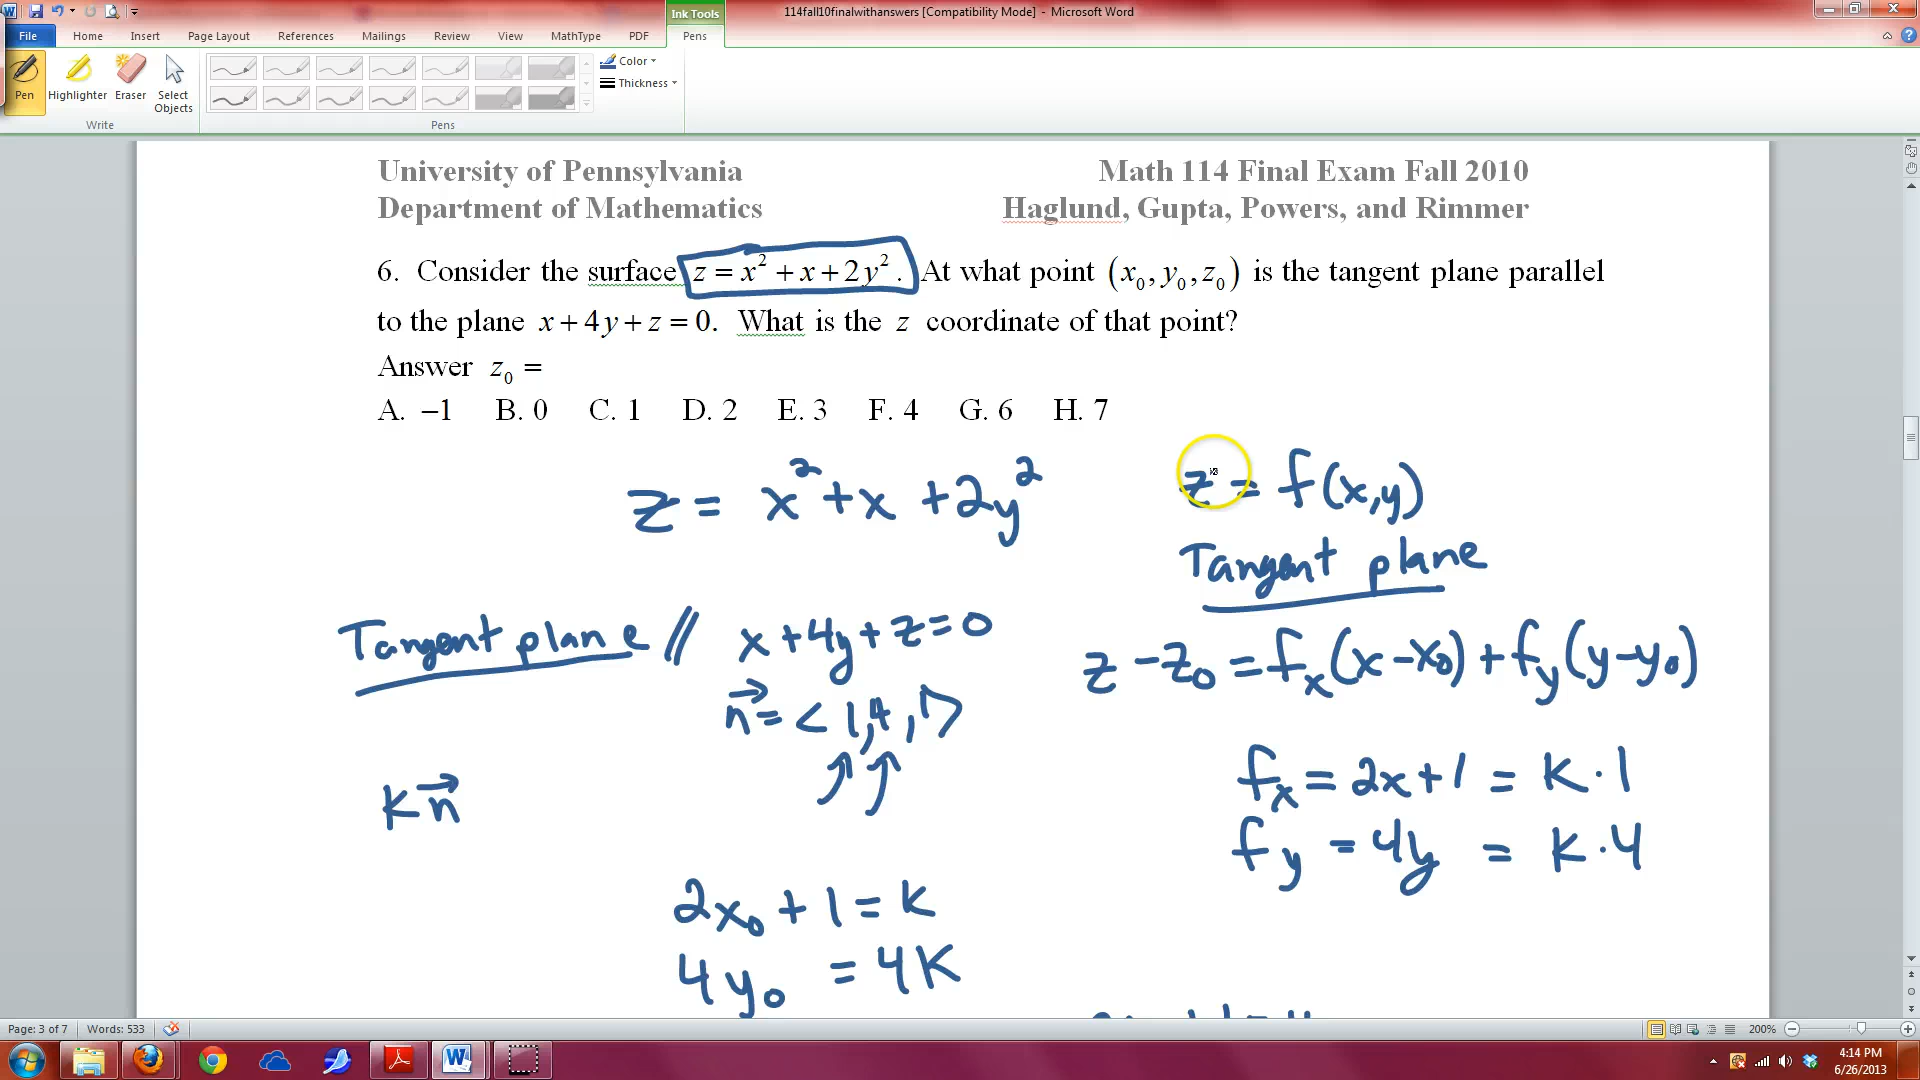 114fall10finalwithanswers [Compatibility Mode] - Microsoft Word
Ink Tools
File Home Insert Page Layout References Mailings Review View MathType PDF Pens
Pen Highlighter Eraser Select Objects
Color
Thickness
Write Pens
University of Pennsylvania Math 114 Final Exam Fall 2010
Department of Mathematics Haglund, Gupta, Powers, and Rimmer
6. Consider the surface z = x² + x + 2y². At what point (x₀, y₀, z₀) is the tangent plane parallel
to the plane x + 4y + z = 0. What is the z coordinate of that point?
Answer z₀ =
A. −1 B. 0 C. 1 D. 2 E. 3 F. 4 G. 6 H. 7
z = x² + x + 2y²
z = f(x,y)
Tangent plane
Tangent plane // x + 4y + z = 0
z − z₀ = fₓ(x − x₀) + f_y(y − y₀)
n⃗ = < 1, 4, 1 >
fₓ = 2x + 1 = K · 1
K n⃗
f_y = 4y = K · 4
2x₀ + 1 = K
4y₀ = 4K
Page: 3 of 7 Words: 533 200%
4:14 PM
6/26/2013